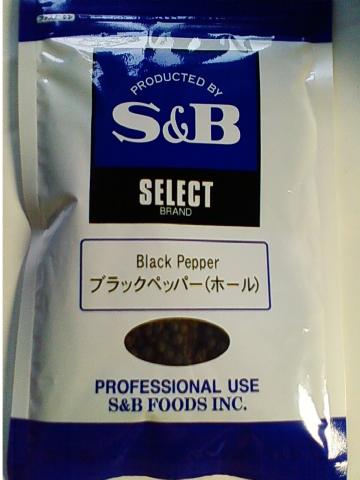 PRODUCED BY
S&B
SELECT
BRAND
Black Pepper
ブラックペッパー(ホール)
PROFESSIONAL USE
S&B FOODS INC.